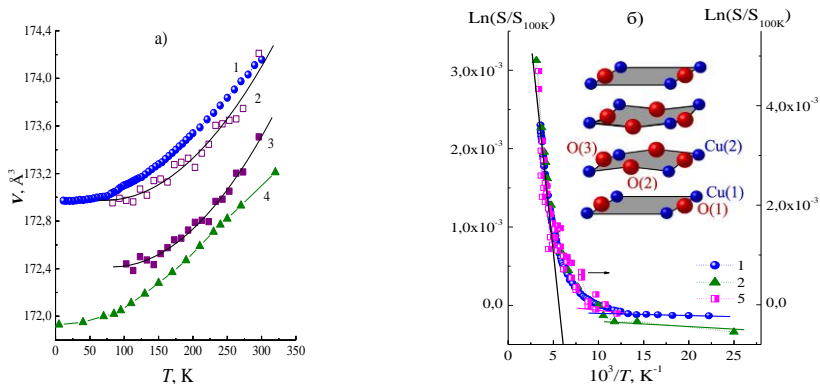 а)
174,4
174,0
173,6
173,2
172,8
172,4
172,0
V, Å³
0 50 100 150 200 250 300 350
T, K
1
2
3
4
Ln(S/S100K)
б)
Ln(S/S100K)
3,0x10⁻³
2,0x10⁻³
1,0x10⁻³
0,0
4,0x10⁻³
2,0x10⁻³
0,0
O(3)
Cu(2)
O(2)
Cu(1)
O(1)
1
2
5
0 5 10 15 20 25
10³/T, K⁻¹